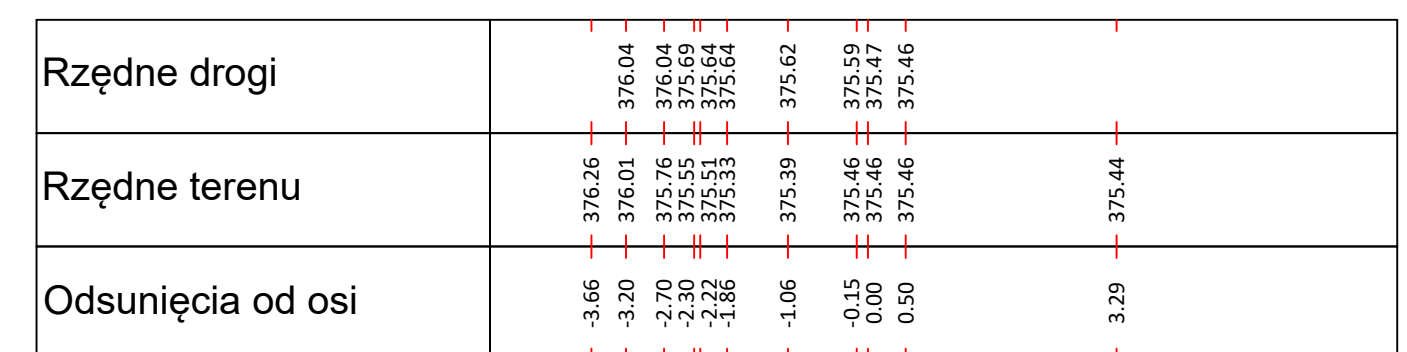 Rzędne drogi 376.04 376.04 375.69 375.64 375.64 375.62 375.59 375.47 375.46
Rzędne terenu 376.26 376.01 375.76 375.55 375.51 375.33 375.39 375.46 375.46 375.46 375.44
Odsunięcia od osi -3.66 -3.20 -2.70 -2.30 -2.22 -1.86 -1.06 -0.15 0.00 0.50 3.29